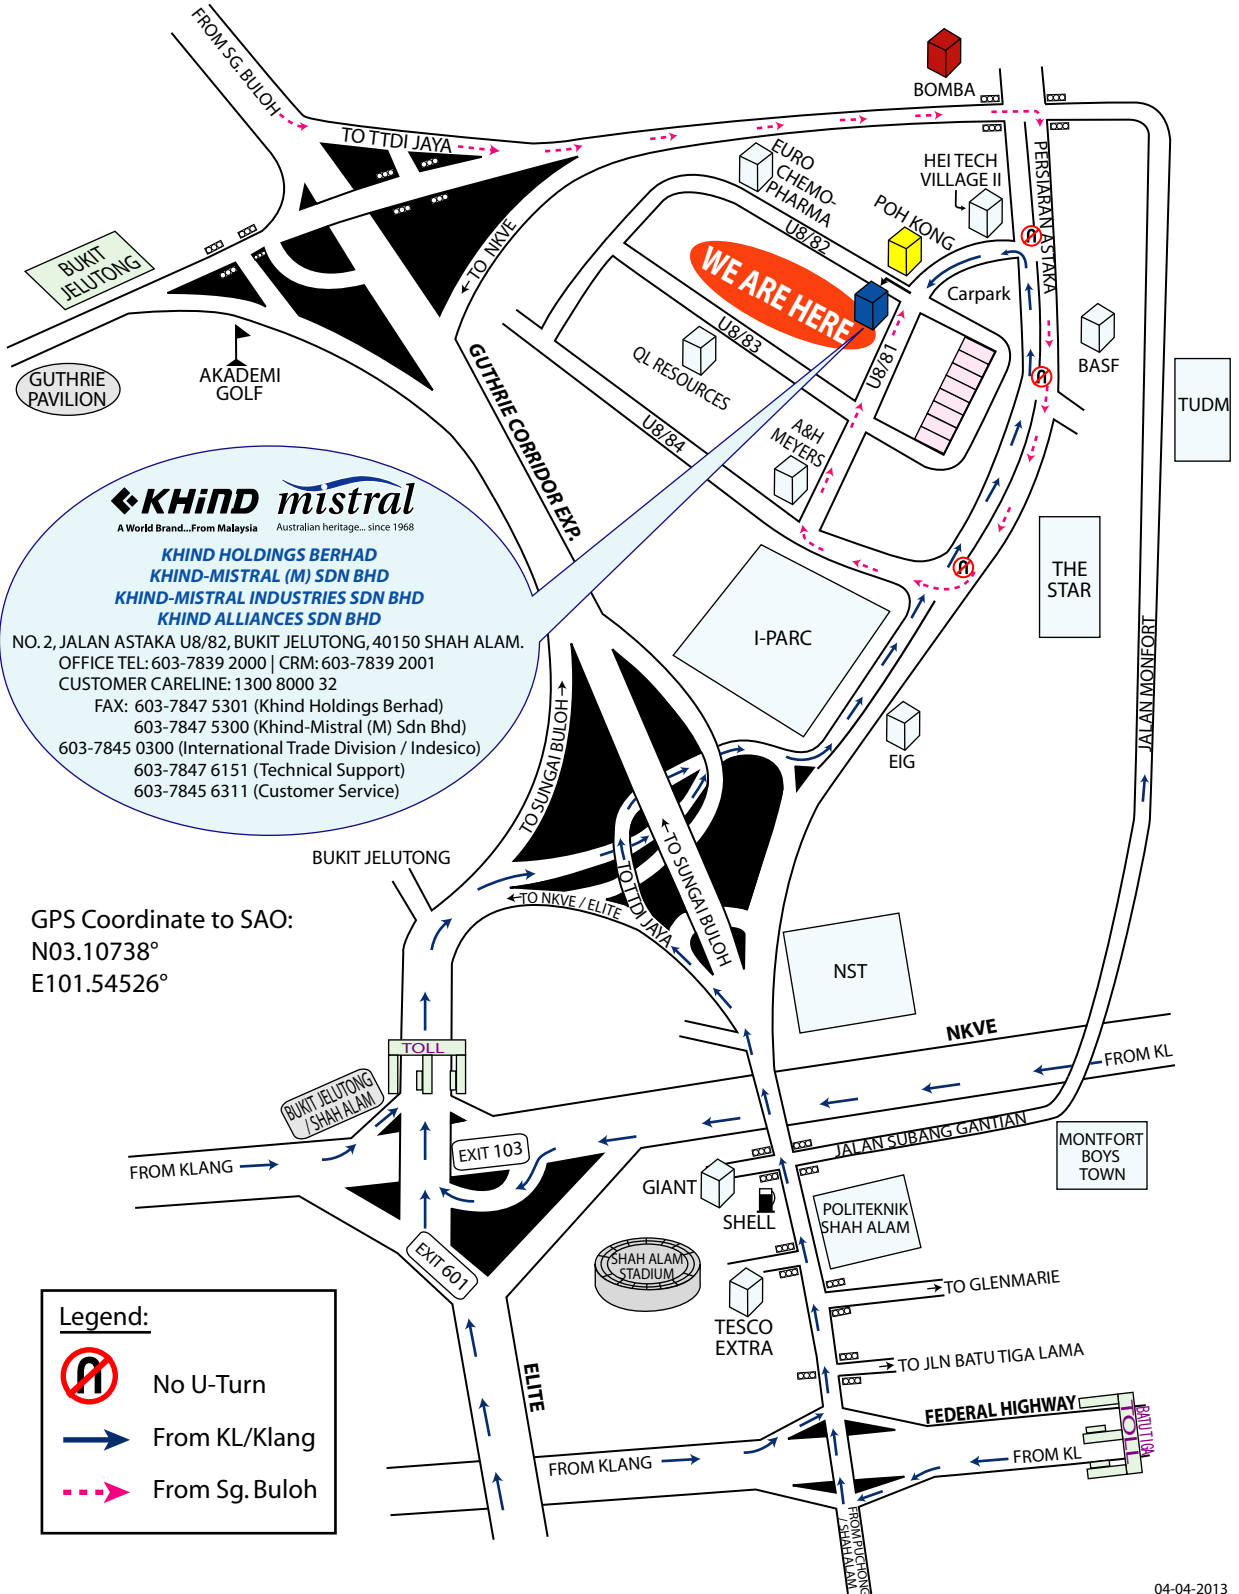 FROM SG. BULOH
TO TTDI JAYA
BOMBA
EURO
CHEMO-
PHARMA
HEI TECH
VILLAGE II
POH KONG
PERSIARAN ASTAKA
U8/82
← TO NKVE
BUKIT
JELUTONG
WE ARE HERE
Carpark
BASF
TUDM
U8/83
U8/81
QL RESOURCES
GUTHRIE
PAVILION
AKADEMI
GOLF
U8/84
A&H
MEYERS
GUTHRIE CORRIDOR EXP.
KHIND
A World Brand...From Malaysia
mistral
Australian heritage... since 1968
KHIND HOLDINGS BERHAD
KHIND-MISTRAL (M) SDN BHD
KHIND-MISTRAL INDUSTRIES SDN BHD
KHIND ALLIANCES SDN BHD
NO. 2, JALAN ASTAKA U8/82, BUKIT JELUTONG, 40150 SHAH ALAM.
OFFICE TEL: 603-7839 2000 | CRM: 603-7839 2001
CUSTOMER CARELINE: 1300 8000 32
FAX: 603-7847 5301 (Khind Holdings Berhad)
603-7847 5300 (Khind-Mistral (M) Sdn Bhd)
603-7845 0300 (International Trade Division / Indesico)
603-7847 6151 (Technical Support)
603-7845 6311 (Customer Service)
THE
STAR
I-PARC
JALAN MONFORT
EIG
TO SUNGAI BULOH →
BUKIT JELUTONG
← TO SUNGAI BULOH
← TO NKVE / ELITE
TO TTDI JAYA
GPS Coordinate to SAO:
N03.10738°
E101.54526°
NST
NKVE
TOLL
FROM KL
BUKIT JELUTONG
/ SHAH ALAM
FROM KLANG
EXIT 103
JALAN SUBANG GANTIAN
MONTFORT
BOYS
TOWN
GIANT
SHELL
POLITEKNIK
SHAH ALAM
EXIT 601
SHAH ALAM
STADIUM
→ TO GLENMARIE
TESCO
EXTRA
→ TO JLN BATU TIGA LAMA
ELITE
FEDERAL HIGHWAY
BATU TIGA
TOLL
FROM KLANG
FROM KL
FROM PUCHONG
/ SHAH ALAM
Legend:
No U-Turn
From KL/Klang
From Sg. Buloh
04-04-2013